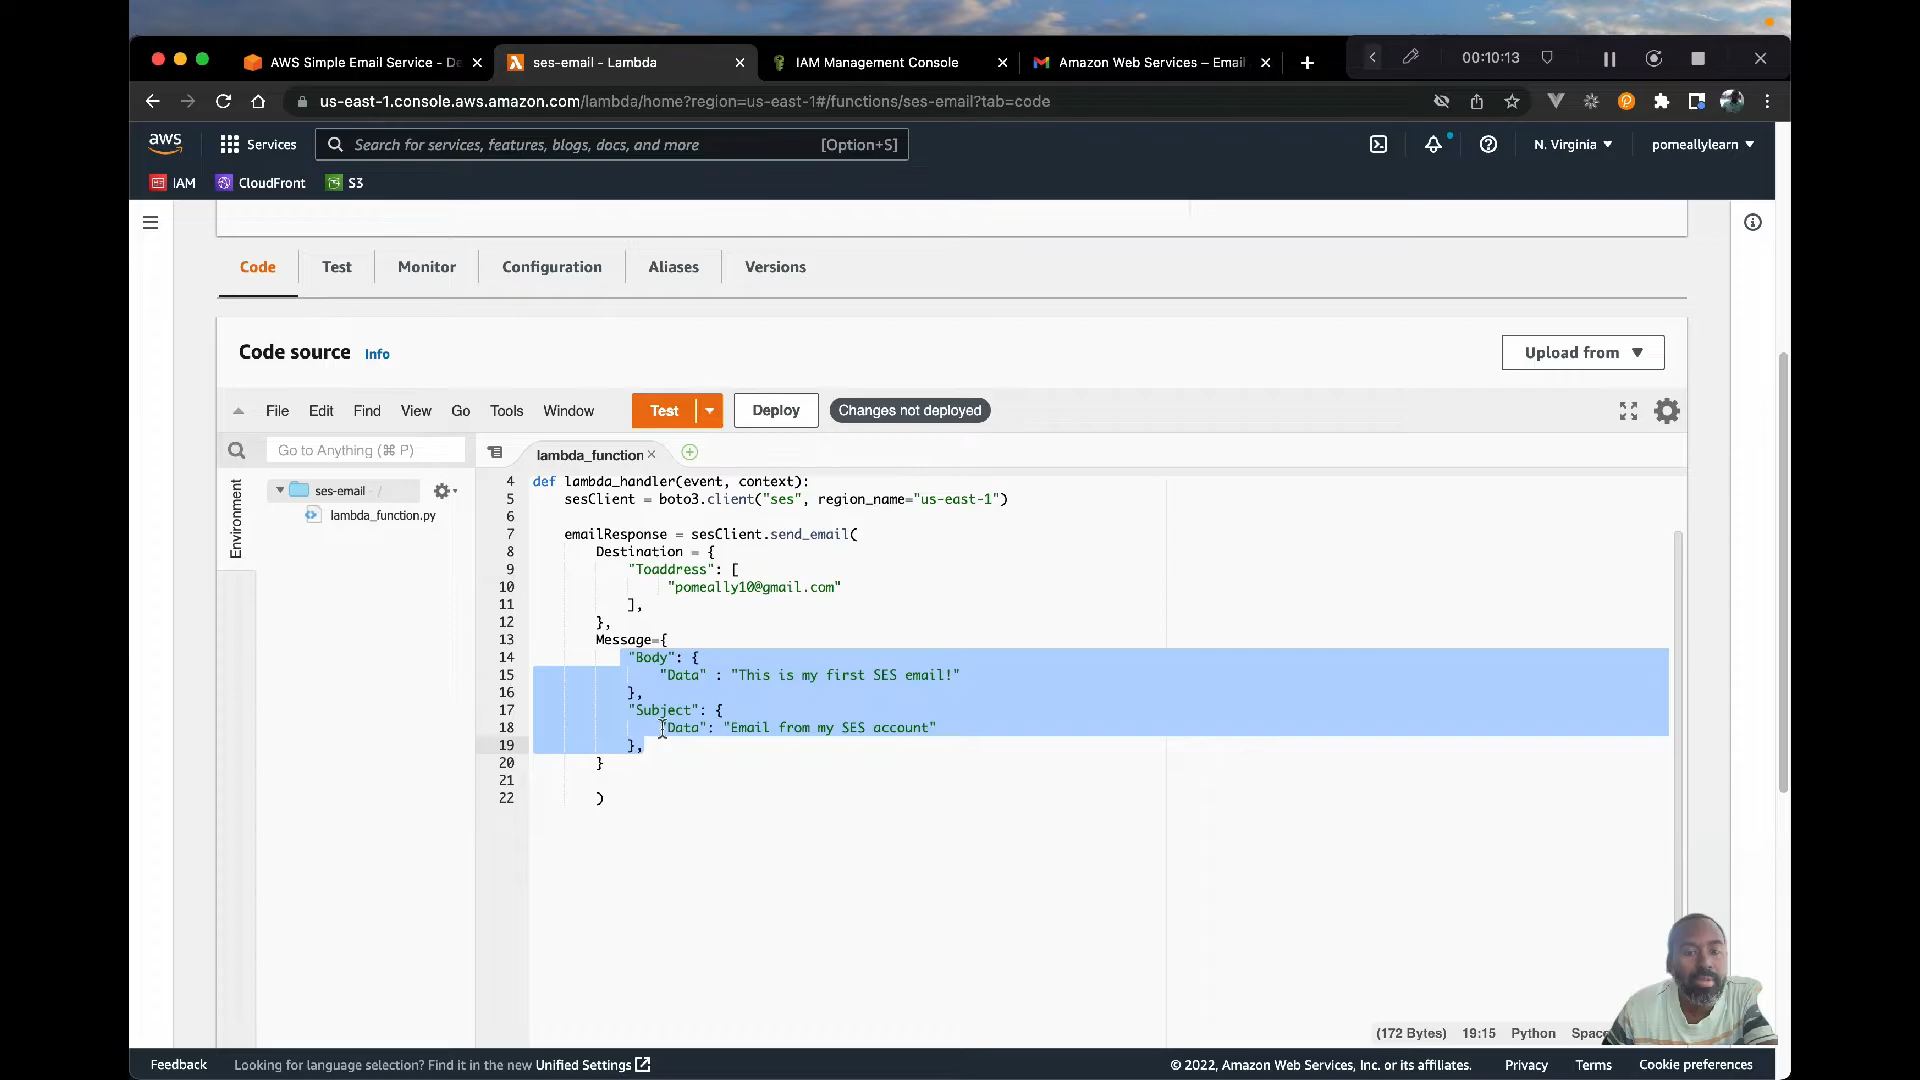 AWS Simple Email Service - De
ses-email - Lambda
IAM Management Console
Amazon Web Services – Email
00:10:13
us-east-1.console.aws.amazon.com/lambda/home?region=us-east-1#/functions/ses-email?tab=code
aws
Services
Search for services, features, blogs, docs, and more
[Option+S]
N. Virginia
pomeallylearn
IAM
CloudFront
S3
Code
Test
Monitor
Configuration
Aliases
Versions
Code source
Info
Upload from
File
Edit
Find
View
Go
Tools
Window
Test
Deploy
Changes not deployed
Go to Anything (⌘ P)
lambda_function
Environment
ses-email - /
lambda_function.py
4 def lambda_handler(event, context):
5 sesClient = boto3.client("ses", region_name="us-east-1")
6
7 emailResponse = sesClient.send_email(
8 Destination = {
9 "Toaddress": [
10 "pomeally10@gmail.com"
11 ],
12 },
13 Message={
14 "Body": {
15 "Data" : "This is my first SES email!"
16 },
17 "Subject": {
18 "Data": "Email from my SES account"
19 },
20 }
21
22 )
(172 Bytes)
19:15
Python
Space
Feedback
Looking for language selection? Find it in the new Unified Settings
© 2022, Amazon Web Services, Inc. or its affiliates.
Privacy
Terms
Cookie preferences